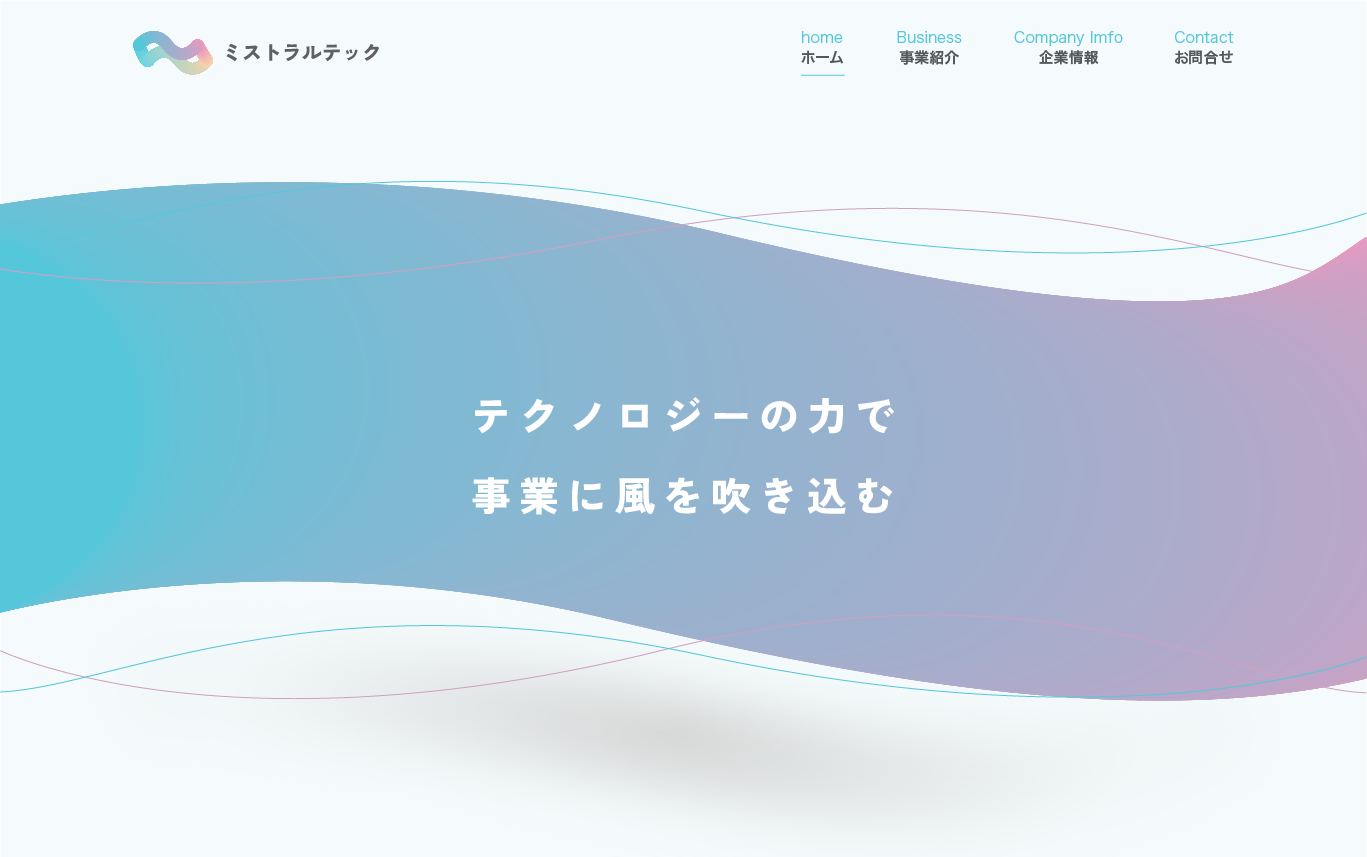 ミストラルテック
home
ホーム
Business
事業紹介
Company Imfo
企業情報
Contact
お問合せ
テクノロジーの力で
事業に風を吹き込む